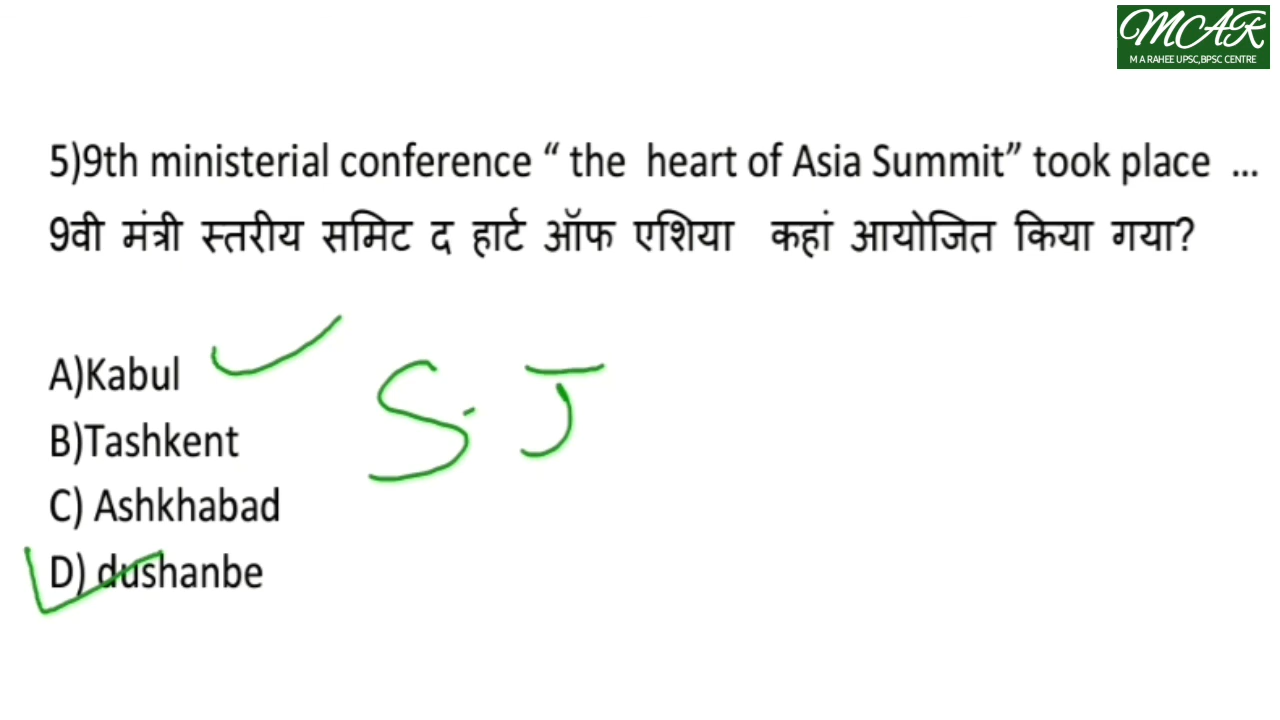 MCAR
M A RAHEE UPSC,BPSC CENTRE
5)9th ministerial conference “ the heart of Asia Summit” took place ...
9वी मंत्री स्तरीय समिट द हार्ट ऑफ एशिया कहां आयोजित किया गया?
A)Kabul
S. J
B)Tashkent
C) Ashkhabad
D) dushanbe